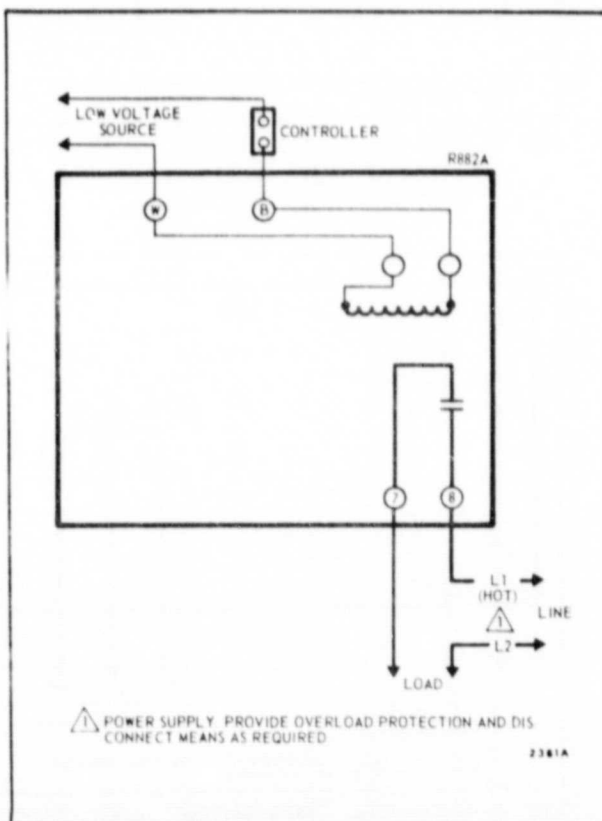 LOW VOLTAGE
SOURCE
CONTROLLER
R882A
W
B
7
8
L1
(HOT)
LINE
1
L2
LOAD
1 POWER SUPPLY. PROVIDE OVERLOAD PROTECTION AND DIS
CONNECT MEANS AS REQUIRED
2361A